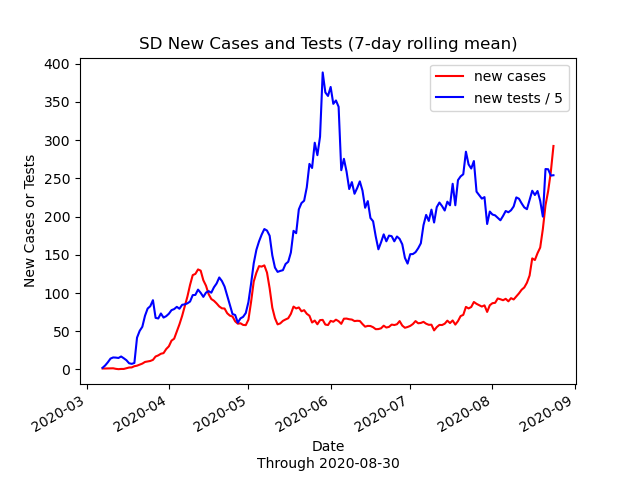 SD New Cases and Tests (7-day rolling mean)
new cases
new tests / 5
New Cases or Tests
400
350
300
250
200
150
100
50
0
2020-03
2020-04
2020-05
2020-06
2020-07
2020-08
2020-09
Date
Through 2020-08-30